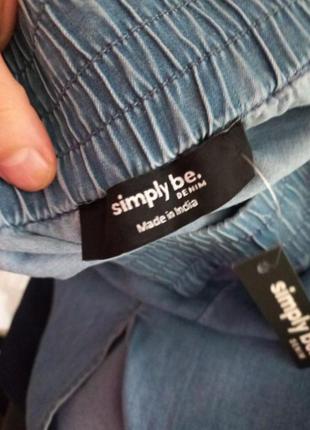 simply be.
DENIM
Made in India
simply be.
DENIM